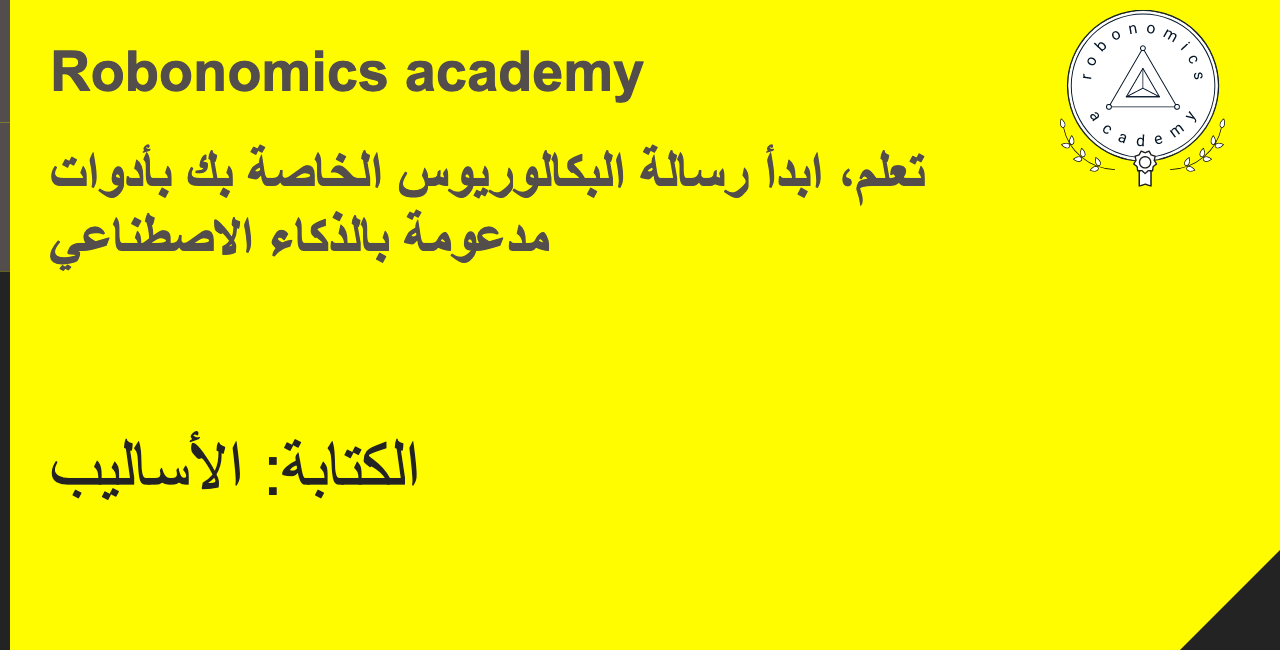 Robonomics academy
robonomics
academy
تعلم، ابدأ رسالة البكالوريوس الخاصة بك بأدوات
مدعومة بالذكاء الاصطناعي
الكتابة: الأساليب